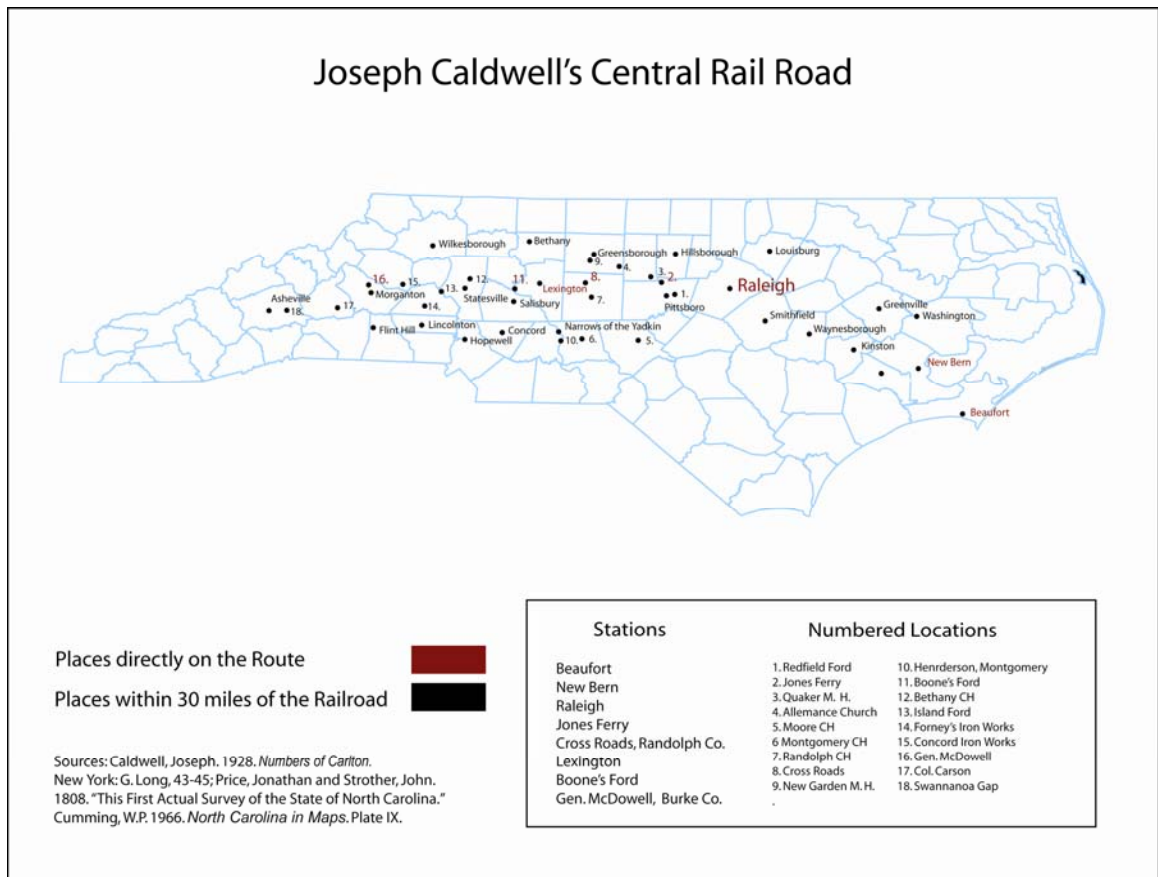 Joseph Caldwell's Central Rail Road
Wilkesborough
Bethany
Greensborough
Hillsborough
Louisburg
9.
4.
3.
2.
16.
15.
12.
11.
8.
13.
Lexington
Raleigh
Morganton
Statesville
Salisbury
7.
1.
Pittsboro
Asheville
18.
17.
14.
Greenville
Washington
Smithfield
Flint Hill
Lincolnton
Concord
Narrows of the Yadkin
Waynesborough
Hopewell
10.
6.
5.
Kinston
New Bern
Beaufort
Places directly on the Route
Places within 30 miles of the Railroad
Sources: Caldwell, Joseph. 1928. Numbers of Carlton.
New York: G. Long, 43-45; Price, Jonathan and Strother, John.
1808. "This First Actual Survey of the State of North Carolina."
Cumming, W.P. 1966. North Carolina in Maps. Plate IX.
Stations
Beaufort
New Bern
Raleigh
Jones Ferry
Cross Roads, Randolph Co.
Lexington
Boone's Ford
Gen. McDowell, Burke Co.
Numbered Locations
1. Redfield Ford
2. Jones Ferry
3. Quaker M. H.
4. Allemance Church
5. Moore CH
6 Montgomery CH
7. Randolph CH
8. Cross Roads
9. New Garden M. H.
.
10. Henrderson, Montgomery
11. Boone's Ford
12. Bethany CH
13. Island Ford
14. Forney's Iron Works
15. Concord Iron Works
16. Gen. McDowell
17. Col. Carson
18. Swannanoa Gap